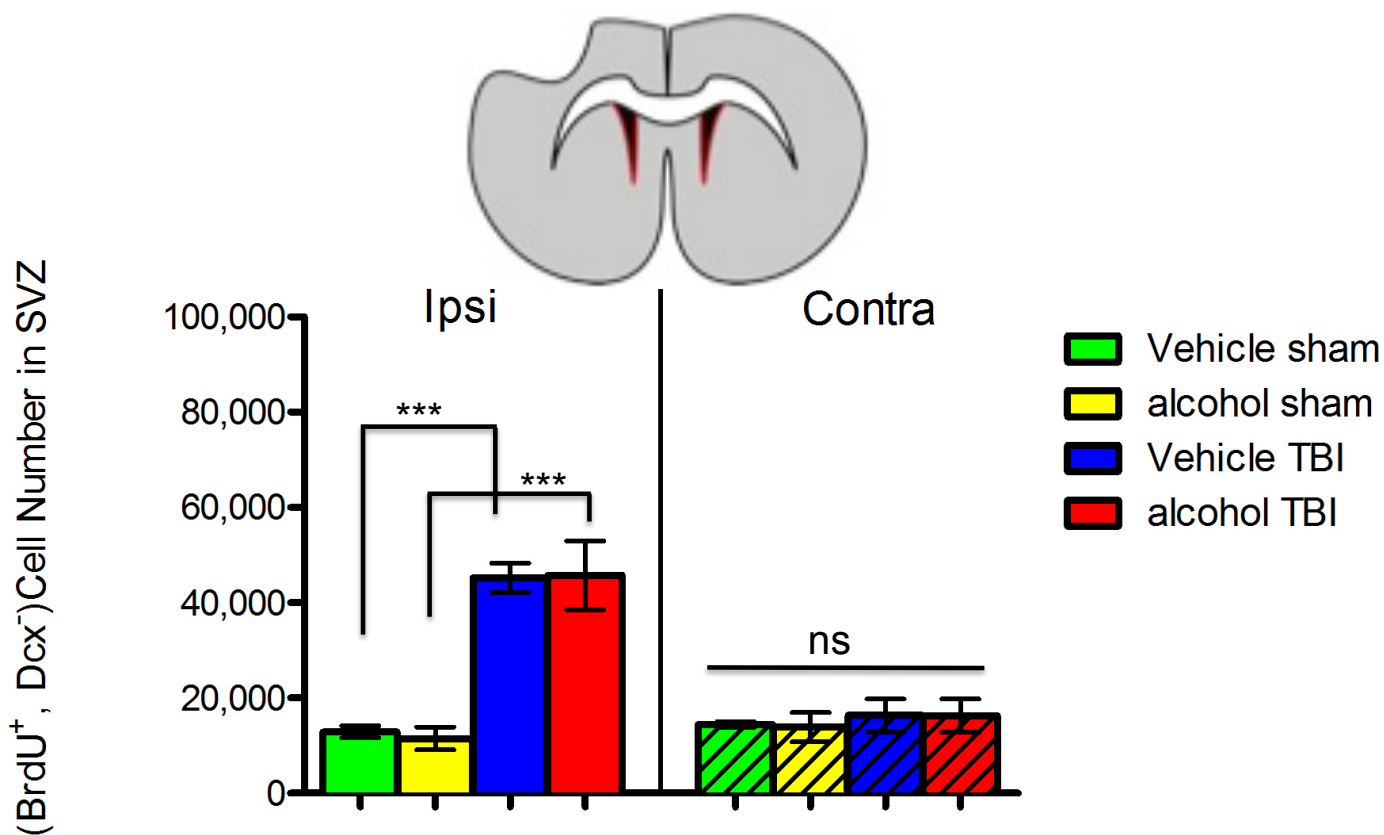 (BrdU⁺ , Dcx⁻)Cell Number in SVZ
Ipsi
Contra
100,000
80,000
60,000
40,000
20,000
0
***
***
ns
Vehicle sham
alcohol sham
Vehicle TBI
alcohol TBI